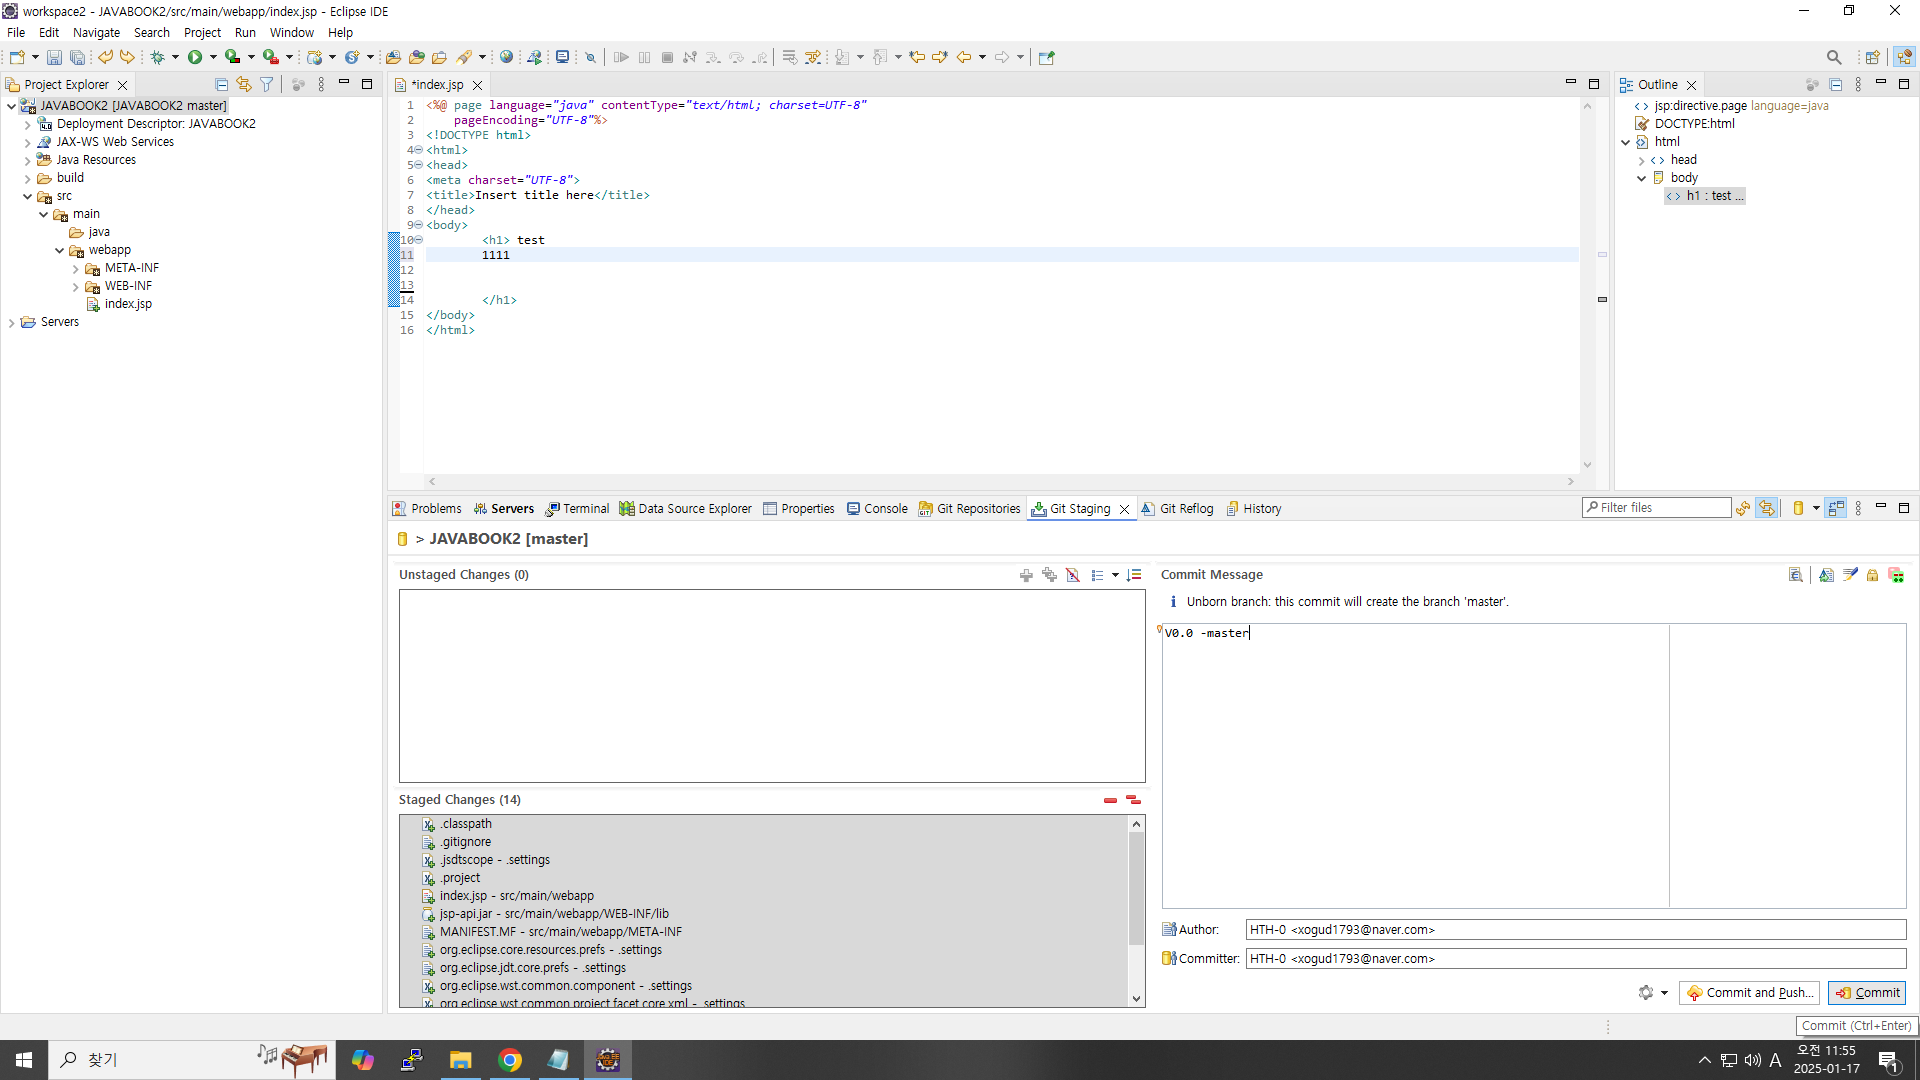 workspace2 - JAVABOOK2/src/main/webapp/index.jsp - Eclipse IDE
File Edit Navigate Search Project Run Window Help
Project Explorer
JAVABOOK2 [JAVABOOK2 master]
Deployment Descriptor: JAVABOOK2
JAX-WS Web Services
Java Resources
build
src
main
java
webapp
META-INF
WEB-INF
index.jsp
Servers
*index.jsp
1 <%@ page language="java" contentType="text/html; charset=UTF-8"
2 pageEncoding="UTF-8"%>
3 <!DOCTYPE html>
4 <html>
5 <head>
6 <meta charset="UTF-8">
7 <title>Insert title here</title>
8 </head>
9 <body>
10 <h1> test
11 1111
12
13
14 </h1>
15 </body>
16 </html>
Outline
jsp:directive.page language=java
DOCTYPE:html
html
head
body
h1 : test ...
Problems Servers Terminal Data Source Explorer Properties Console Git Repositories Git Staging Git Reflog History
Filter files
> JAVABOOK2 [master]
Unstaged Changes (0)
Staged Changes (14)
.classpath
.gitignore
.jsdtscope - .settings
.project
index.jsp - src/main/webapp
jsp-api.jar - src/main/webapp/WEB-INF/lib
MANIFEST.MF - src/main/webapp/META-INF
org.eclipse.core.resources.prefs - .settings
org.eclipse.jdt.core.prefs - .settings
org.eclipse.wst.common.component - .settings
org.eclipse.wst.common.project.facet.core.xml - .settings
Commit Message
Unborn branch: this commit will create the branch 'master'.
V0.0 -master
Author: HTH-0 <xogud1793@naver.com>
Committer: HTH-0 <xogud1793@naver.com>
Commit and Push...
Commit
Commit (Ctrl+Enter)
찾기
A
오전 11:55
2025-01-17
1